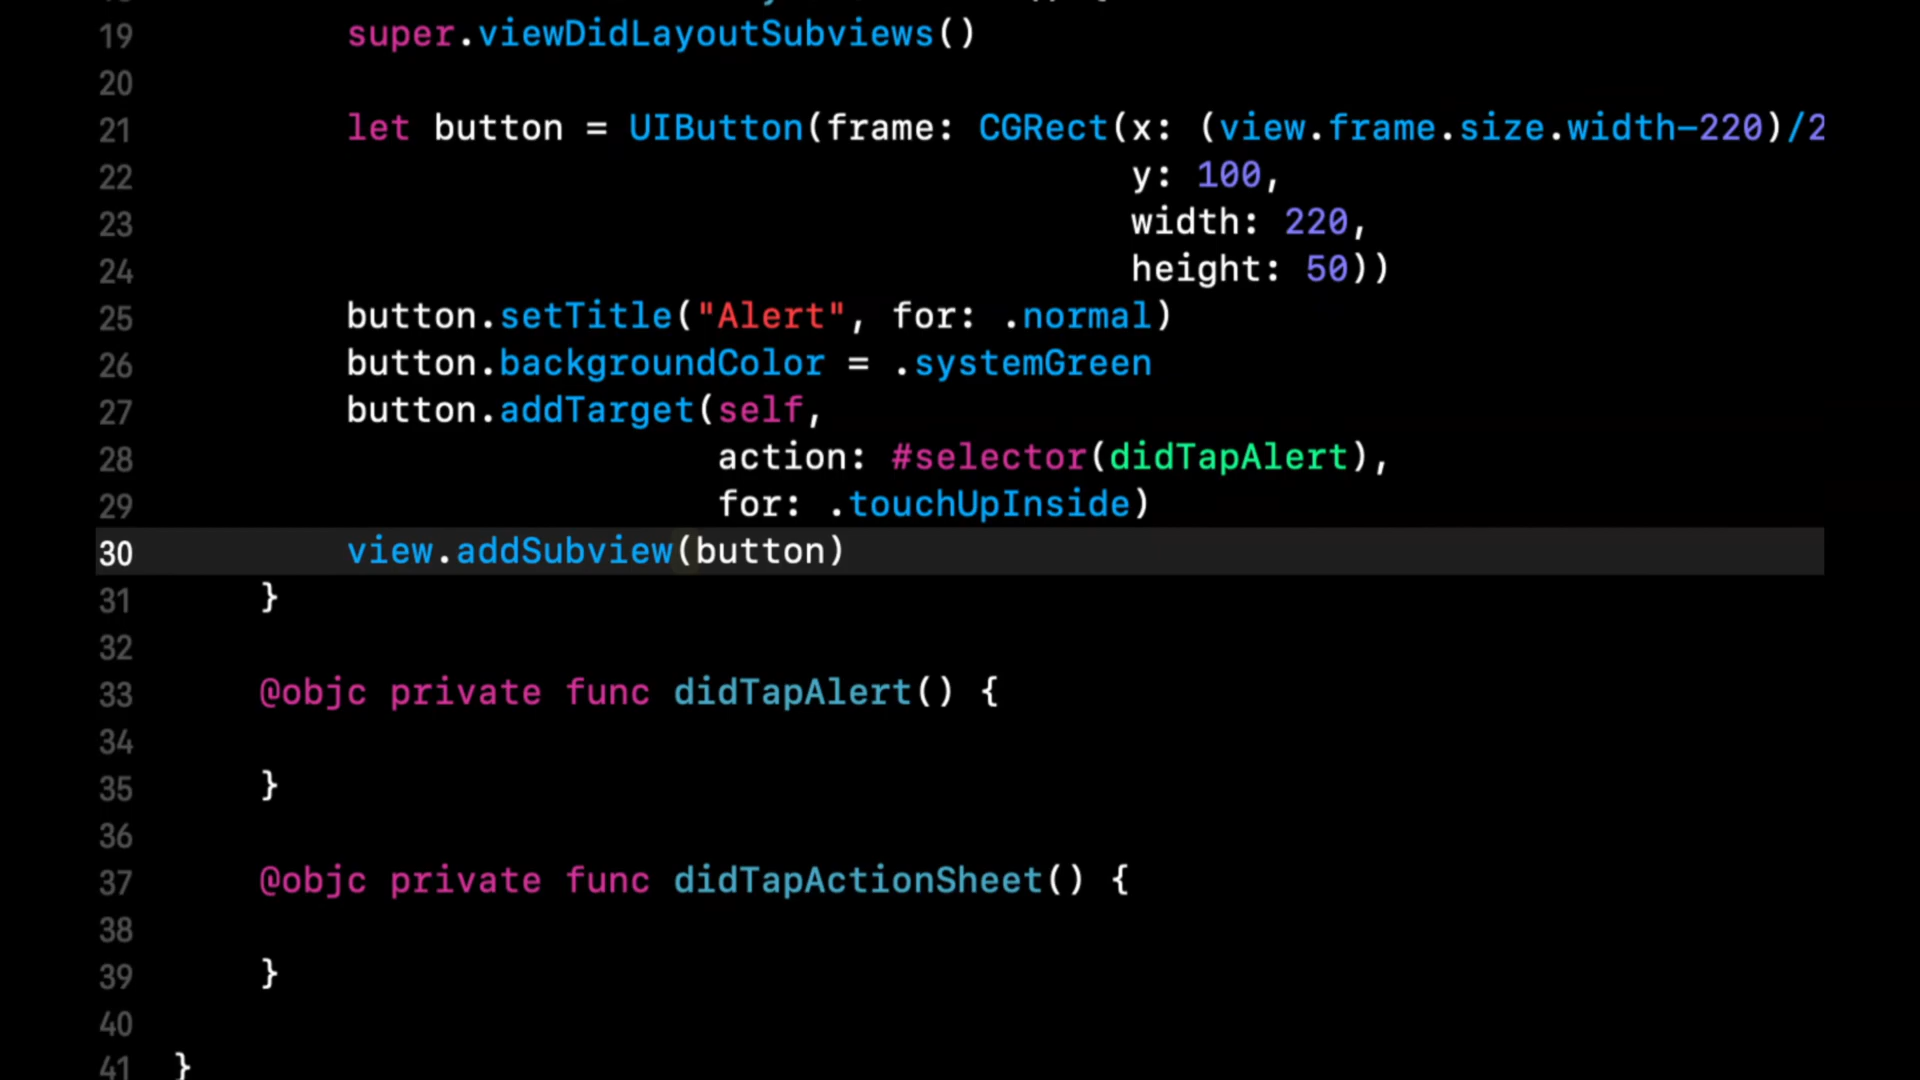 19 super.viewDidLayoutSubviews()
20
21 let button = UIButton(frame: CGRect(x: (view.frame.size.width-220)/2
22 y: 100,
23 width: 220,
24 height: 50))
25 button.setTitle("Alert", for: .normal)
26 button.backgroundColor = .systemGreen
27 button.addTarget(self,
28 action: #selector(didTapAlert),
29 for: .touchUpInside)
30 view.addSubview(button)
31 }
32
33 @objc private func didTapAlert() {
34
35 }
36
37 @objc private func didTapActionSheet() {
38
39 }
40
41 }